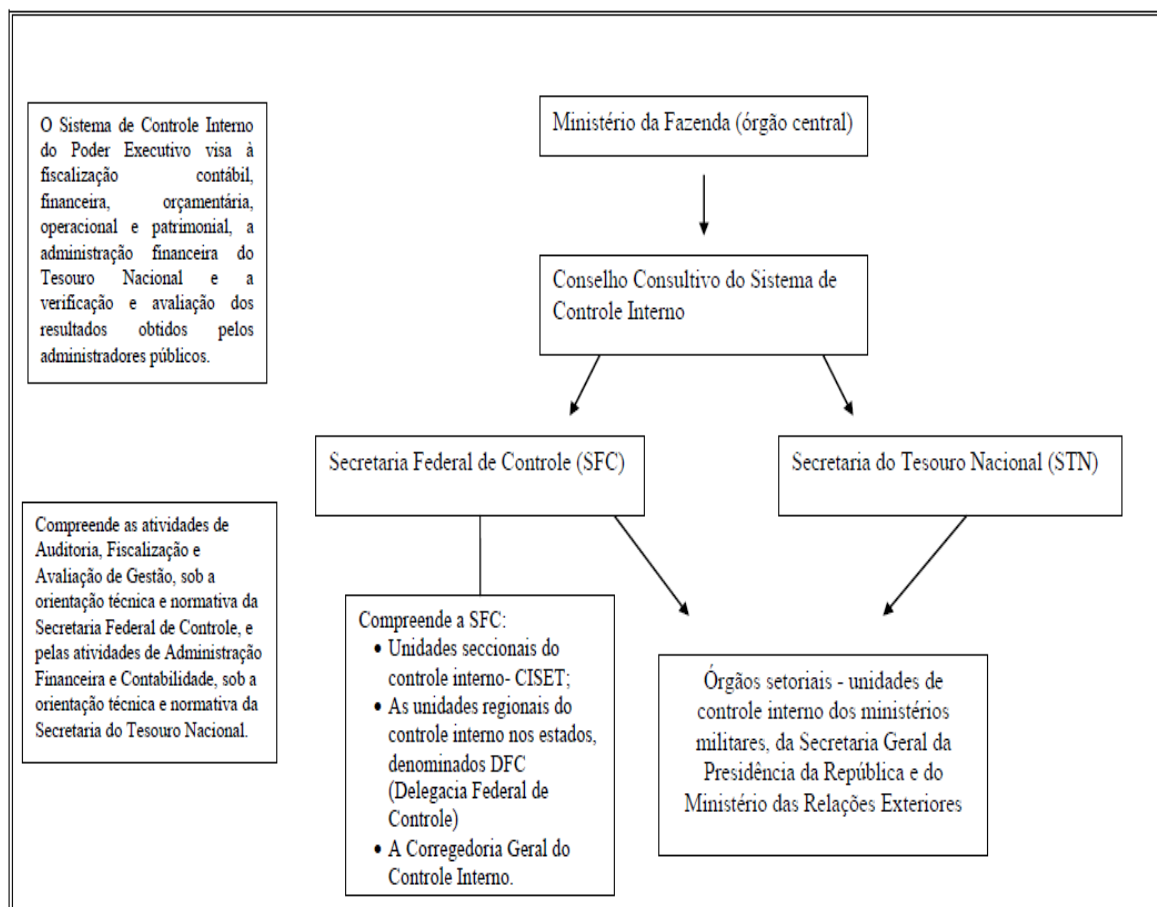 O Sistema de Controle Interno
do Poder Executivo visa à
fiscalização contábil,
financeira, orçamentária,
operacional e patrimonial, a
administração financeira do
Tesouro Nacional e a
verificação e avaliação dos
resultados obtidos pelos
administradores públicos.
Ministério da Fazenda (órgão central)
Conselho Consultivo do Sistema de
Controle Interno
Secretaria Federal de Controle (SFC)
Secretaria do Tesouro Nacional (STN)
Compreende as atividades de
Auditoria, Fiscalização e
Avaliação de Gestão, sob a
orientação técnica e normativa da
Secretaria Federal de Controle, e
pelas atividades de Administração
Financeira e Contabilidade, sob a
orientação técnica e normativa da
Secretaria do Tesouro Nacional.
Compreende a SFC:
• Unidades seccionais do
controle interno- CISET;
• As unidades regionais do
controle interno nos estados,
denominados DFC
(Delegacia Federal de
Controle)
• A Corregedoria Geral do
Controle Interno.
Órgãos setoriais - unidades de
controle interno dos ministérios
militares, da Secretaria Geral da
Presidência da República e do
Ministério das Relações Exteriores